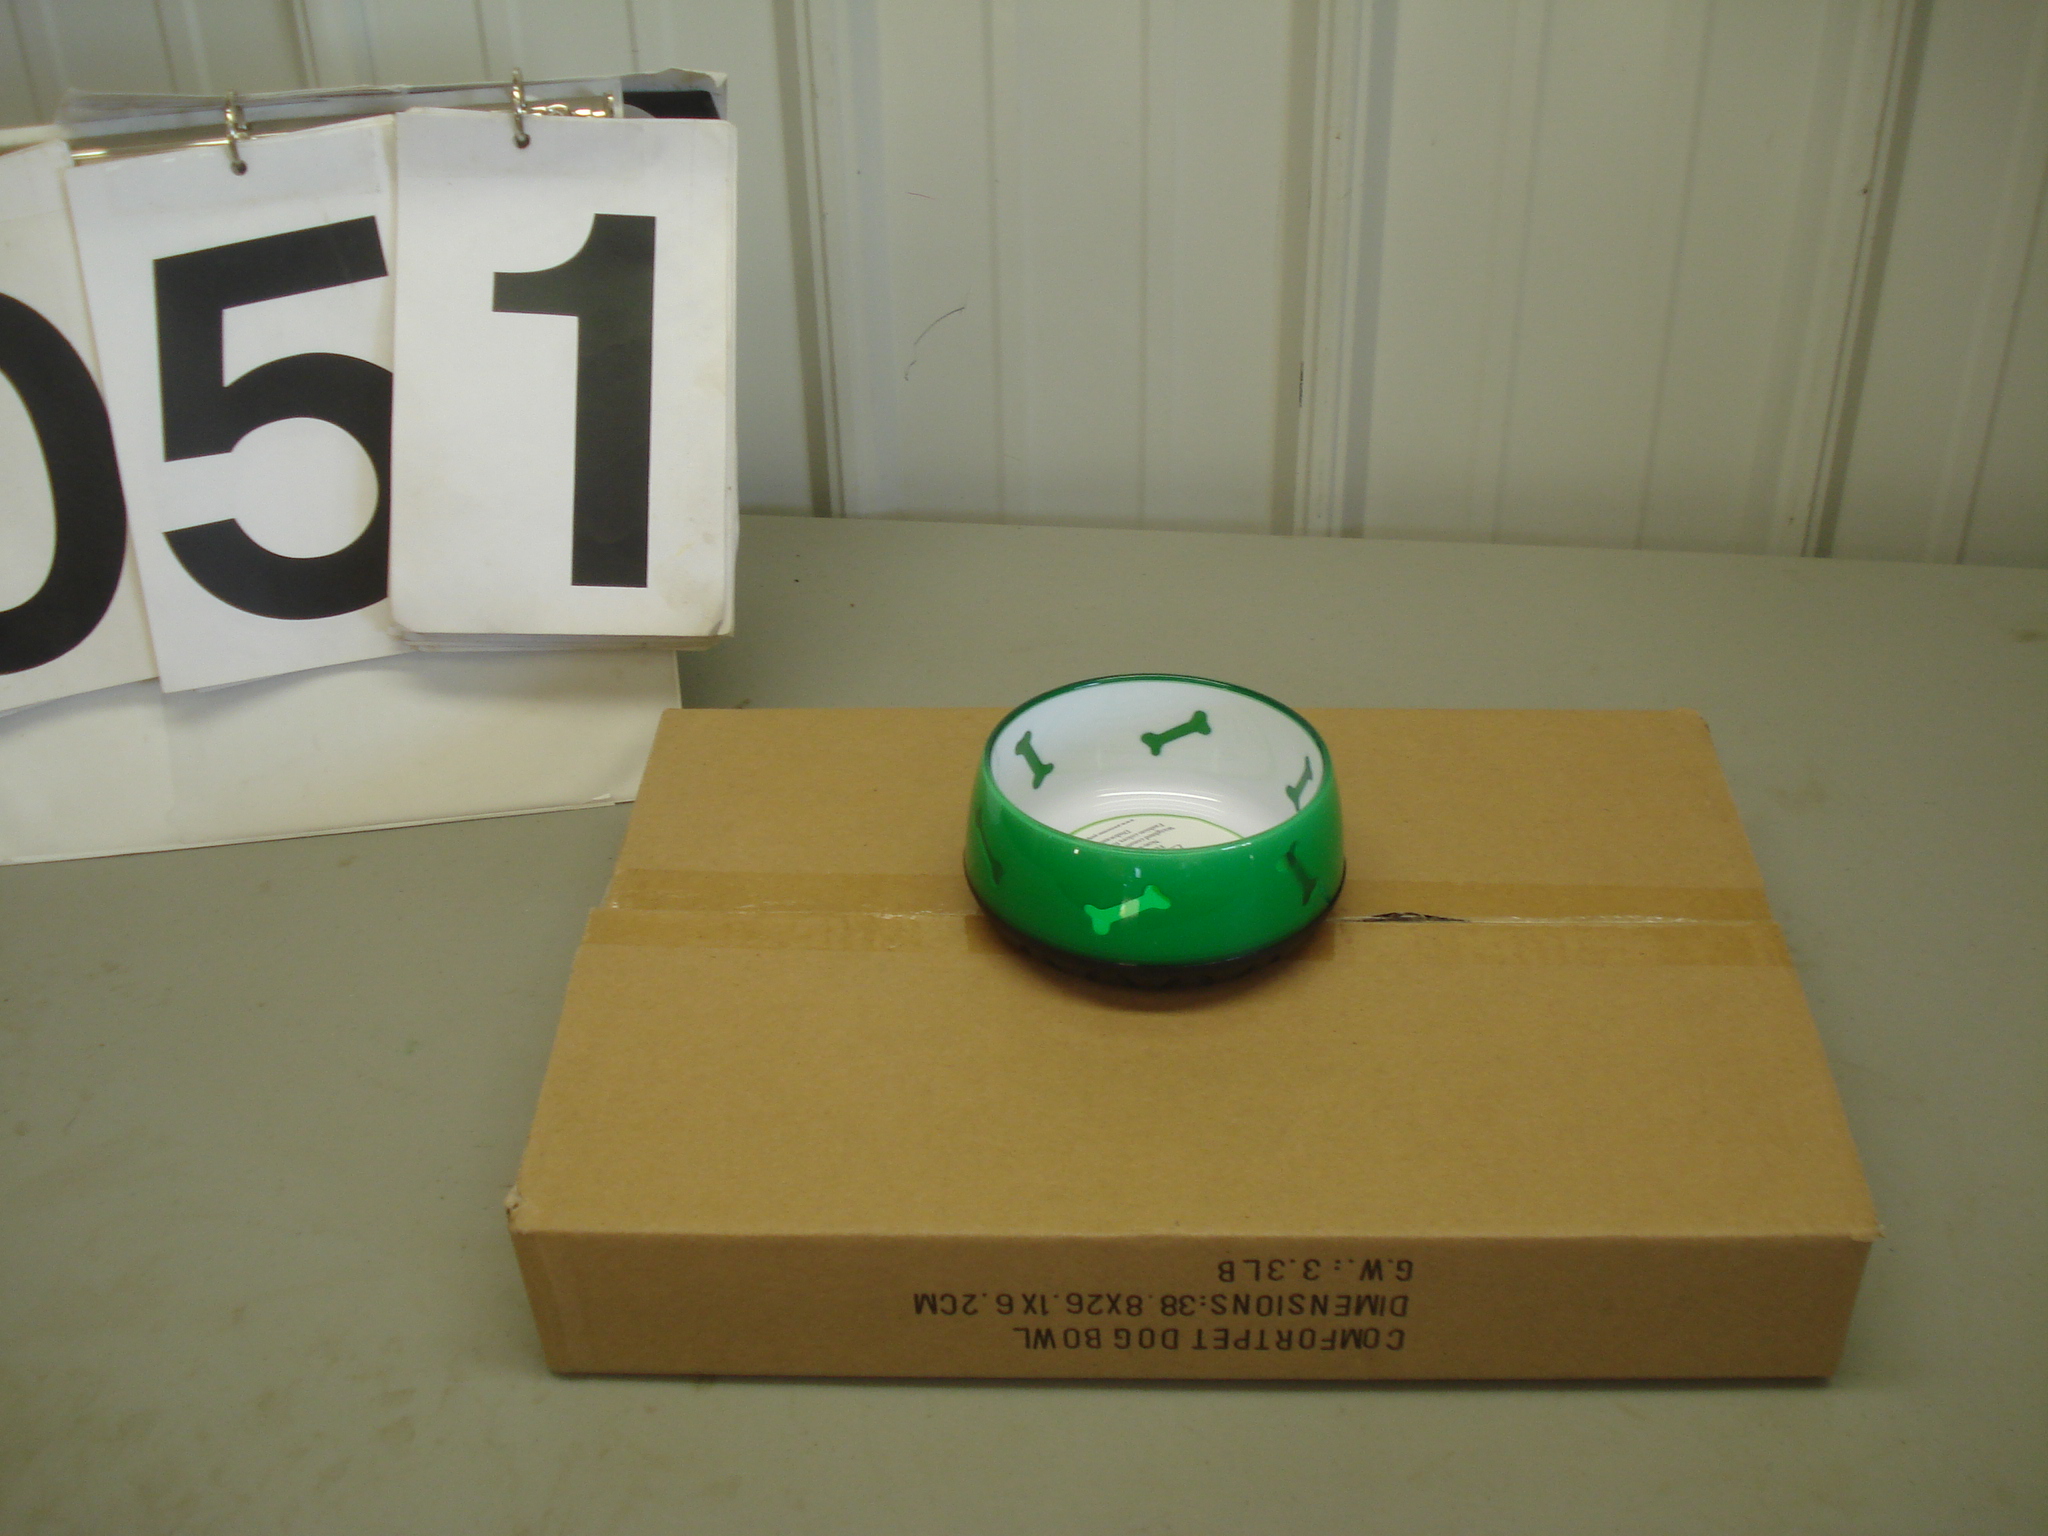 051
COMFORTPET DOG BOWL
DIMENSIONS:38.8X26.1X6.2CM
G.W.:3.3LB